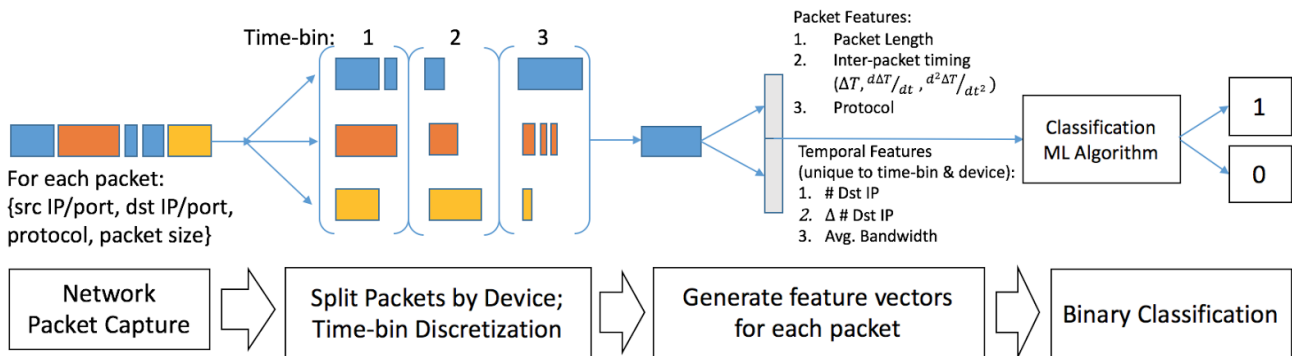 Time-bin: 1 2 3
For each packet:
{src IP/port, dst IP/port,
protocol, packet size}
Packet Features:
1. Packet Length
2. Inter-packet timing
(ΔT, dΔT/dt , d²ΔT/dt²)
3. Protocol
Temporal Features
(unique to time-bin & device):
1. # Dst IP
2. Δ # Dst IP
3. Avg. Bandwidth
Classification
ML Algorithm
1
0
Network
Packet Capture
Split Packets by Device;
Time-bin Discretization
Generate feature vectors
for each packet
Binary Classification